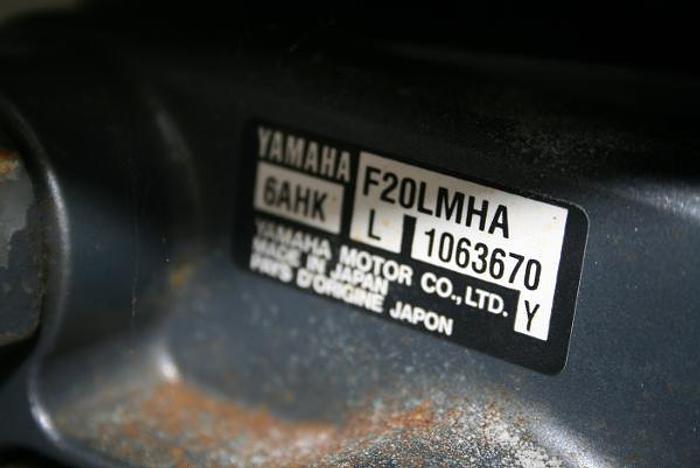 YAMAHA
F20LMHA
6AHK
L 1063670
Y
YAMAHA MOTOR CO.,LTD.
MADE IN JAPAN
PAYS D'ORIGINE JAPON